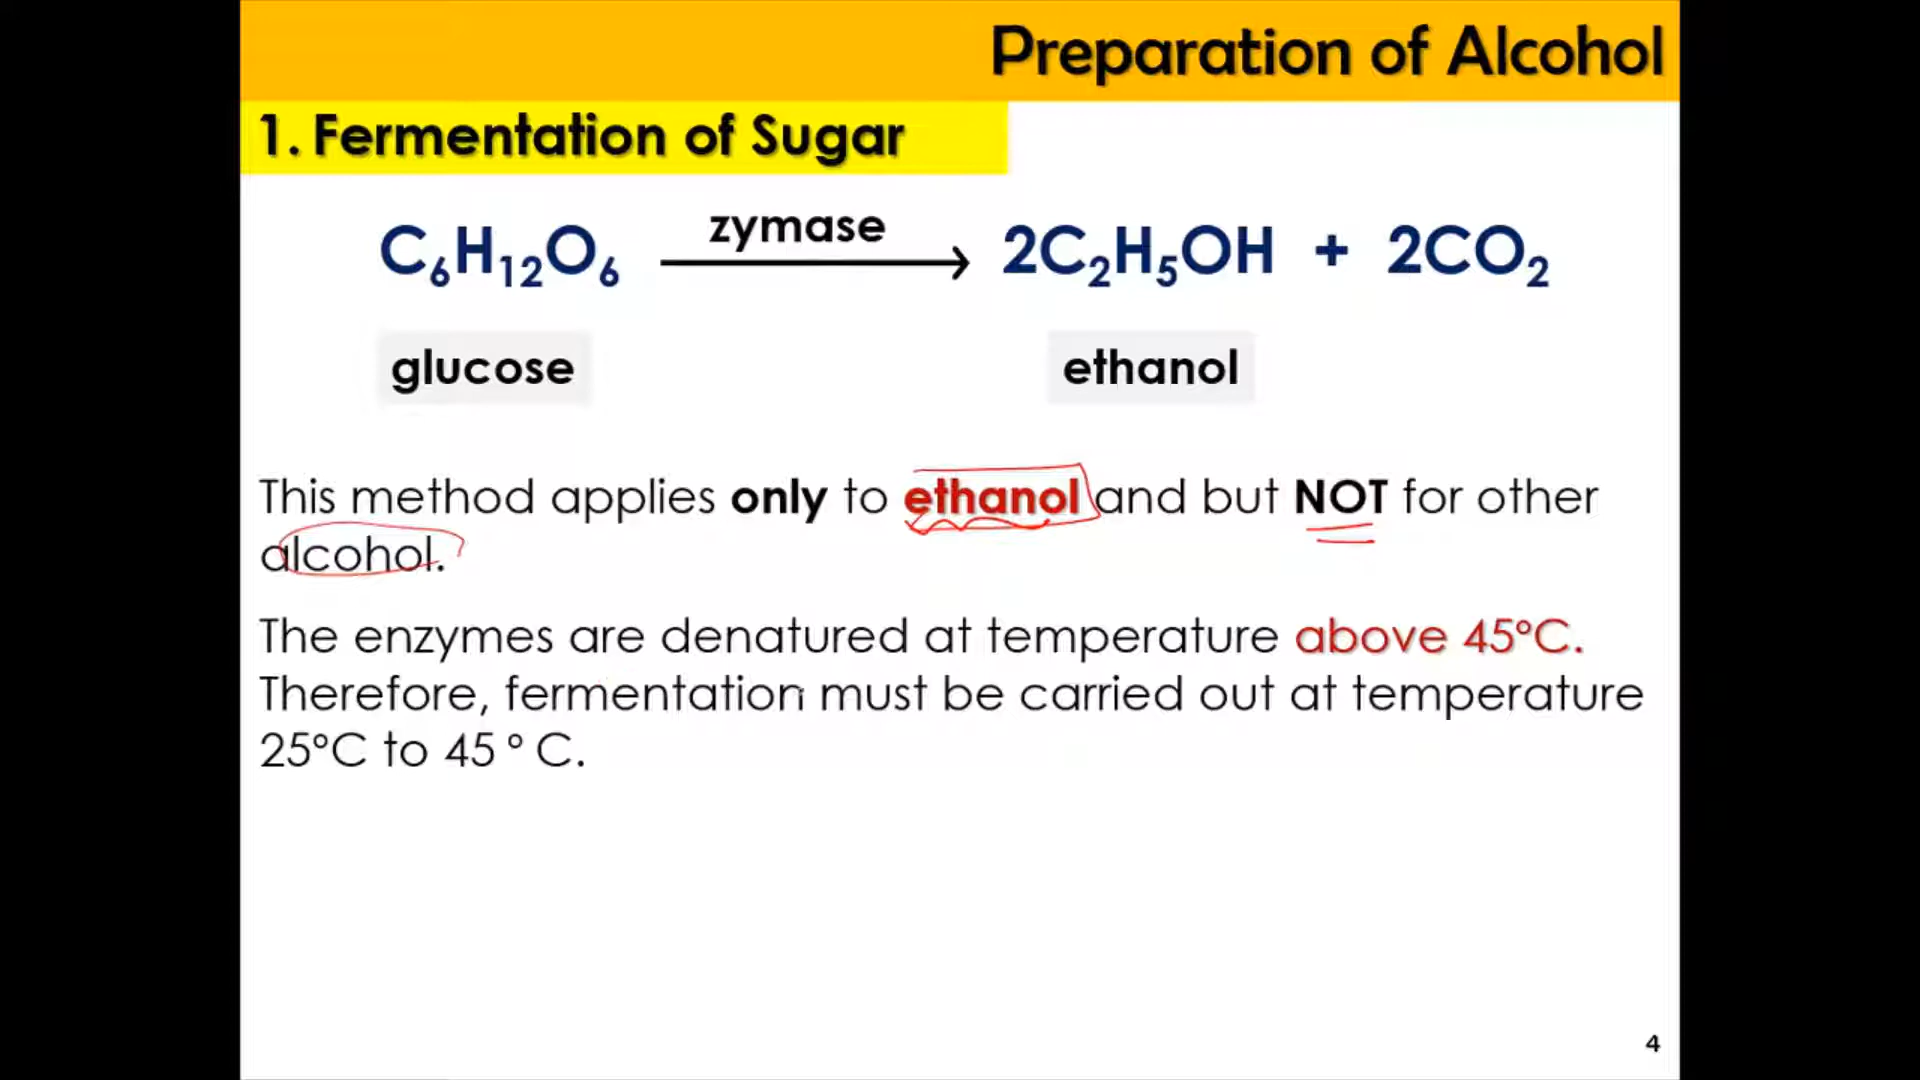 Preparation of Alcohol
1. Fermentation of Sugar
zymase
C₆H₁₂O₆ ⟶ 2C₂H₅OH + 2CO₂
glucose ethanol
This method applies only to ethanol and but NOT for other
alcohol.
The enzymes are denatured at temperature above 45°C.
Therefore, fermentation must be carried out at temperature
25°C to 45 ° C.
4